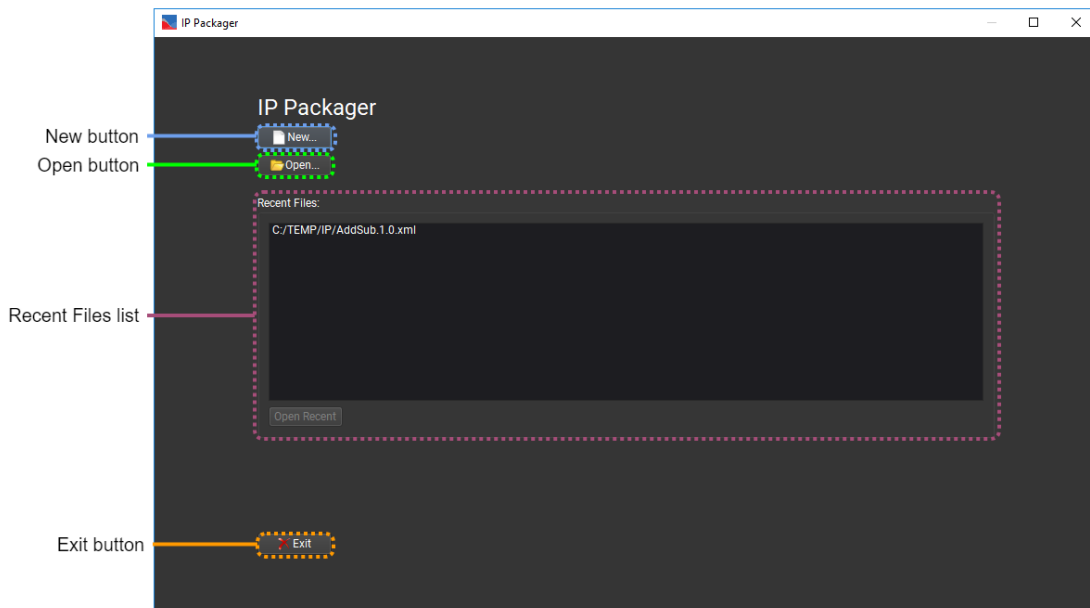 IP Packager
IP Packager
New button
New...
Open button
Open...
Recent Files:
C:/TEMP/IP/AddSub.1.0.xml
Recent Files list
Open Recent
Exit button
Exit